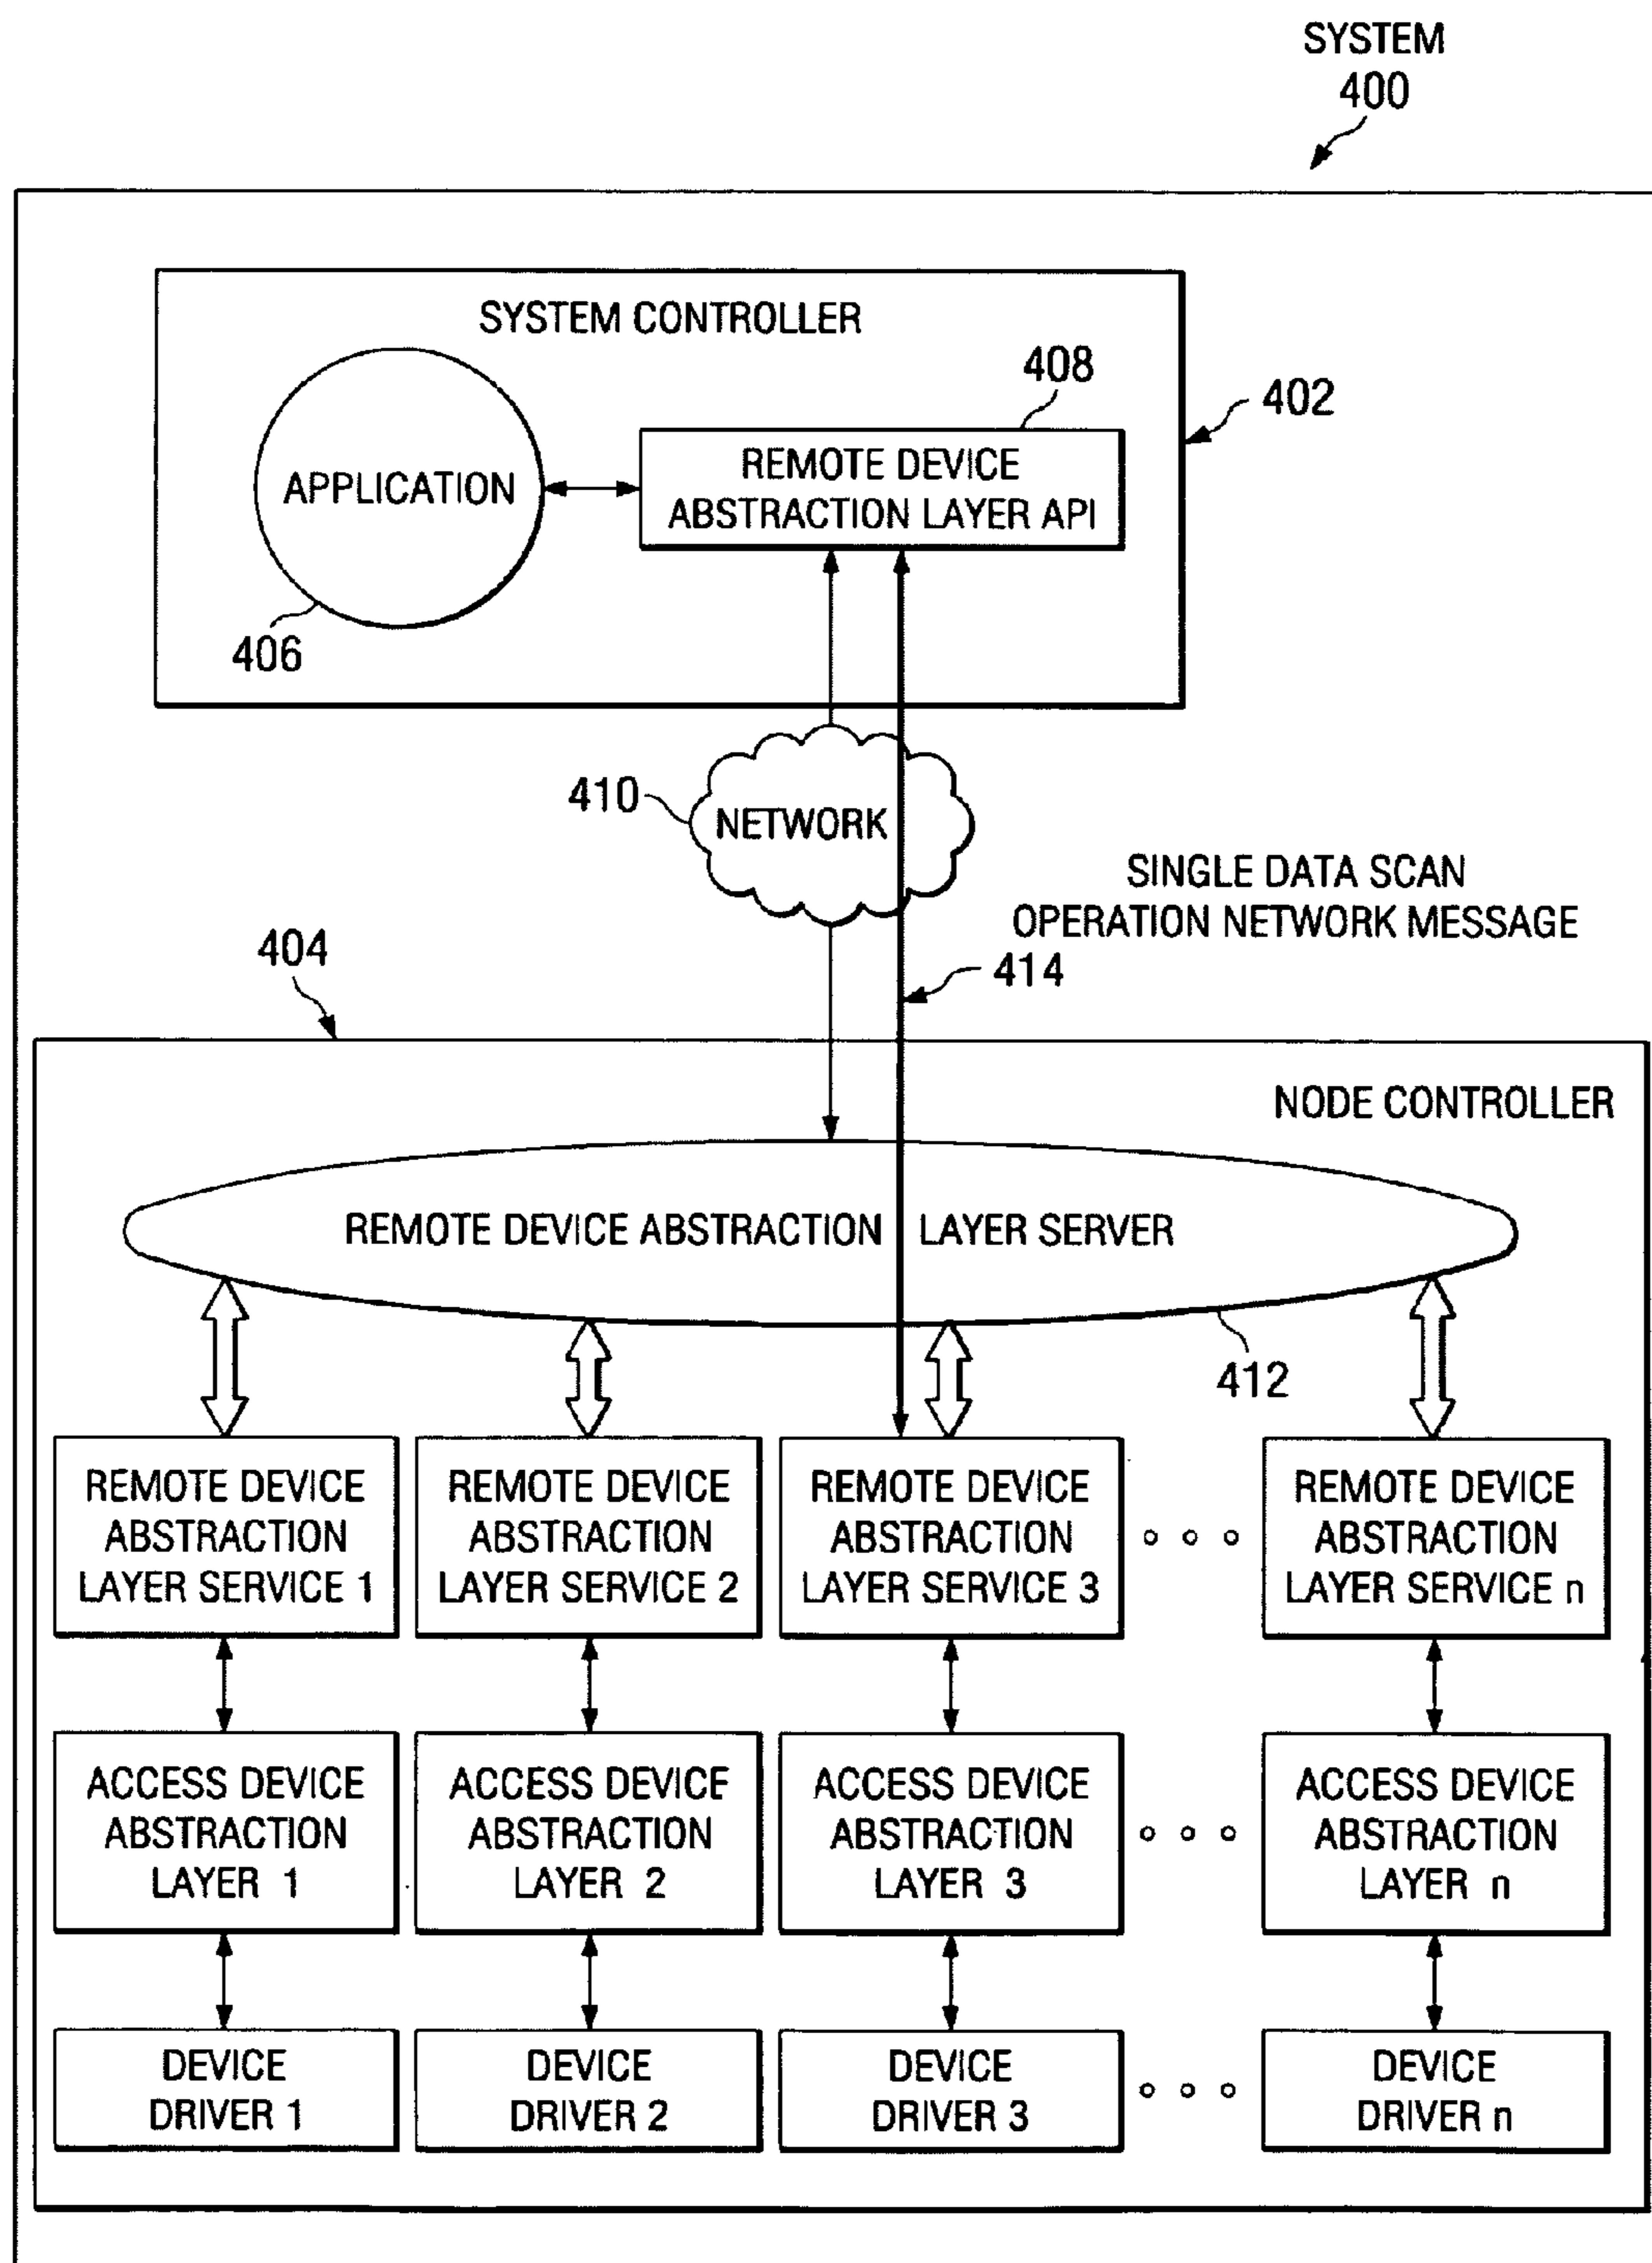 SYSTEM
400
SYSTEM CONTROLLER
408
402
REMOTE DEVICE
ABSTRACTION LAYER API
APPLICATION
406
410
NETWORK
SINGLE DATA SCAN
OPERATION NETWORK MESSAGE
414
404
NODE CONTROLLER
REMOTE DEVICE ABSTRACTION LAYER SERVER
412
REMOTE DEVICE
ABSTRACTION
LAYER SERVICE 1
REMOTE DEVICE
ABSTRACTION
LAYER SERVICE 2
REMOTE DEVICE
ABSTRACTION
LAYER SERVICE 3
REMOTE DEVICE
ABSTRACTION
LAYER SERVICE n
ACCESS DEVICE
ABSTRACTION
LAYER 1
ACCESS DEVICE
ABSTRACTION
LAYER 2
ACCESS DEVICE
ABSTRACTION
LAYER 3
ACCESS DEVICE
ABSTRACTION
LAYER n
DEVICE
DRIVER 1
DEVICE
DRIVER 2
DEVICE
DRIVER 3
DEVICE
DRIVER n